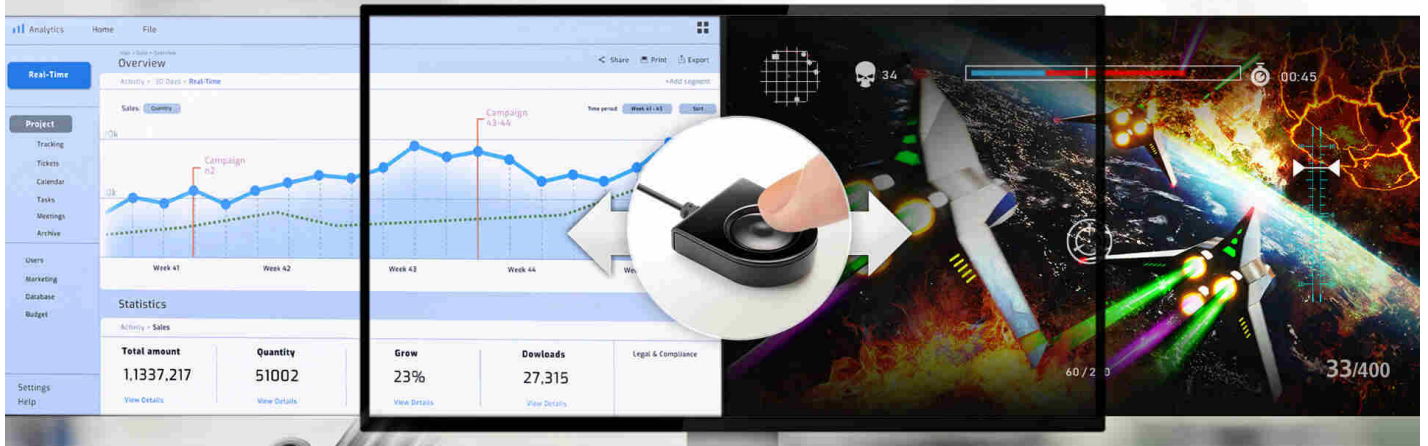 Analytics Home File
Overview
Share Print Export
Real-Time
Activity • 30 Days • Real-Time
+Add segment
Sales: Quantity
Time period Week 41-45 Sort
Project
Tracking
Tickets
Calendar
Tasks
Meetings
Archive
Campaign
n2
Campaign
43-44
Week 41 Week 42 Week 43 Week 44
Users
Marketing
Database
Budget
Statistics
Activity • Sales
Total amount Quantity Grow Dowloads Legal & Compliance
1,1337,217 51002 23% 27,315
View Details View Details View Details View Details
Settings
Help
34
00:45
33/400